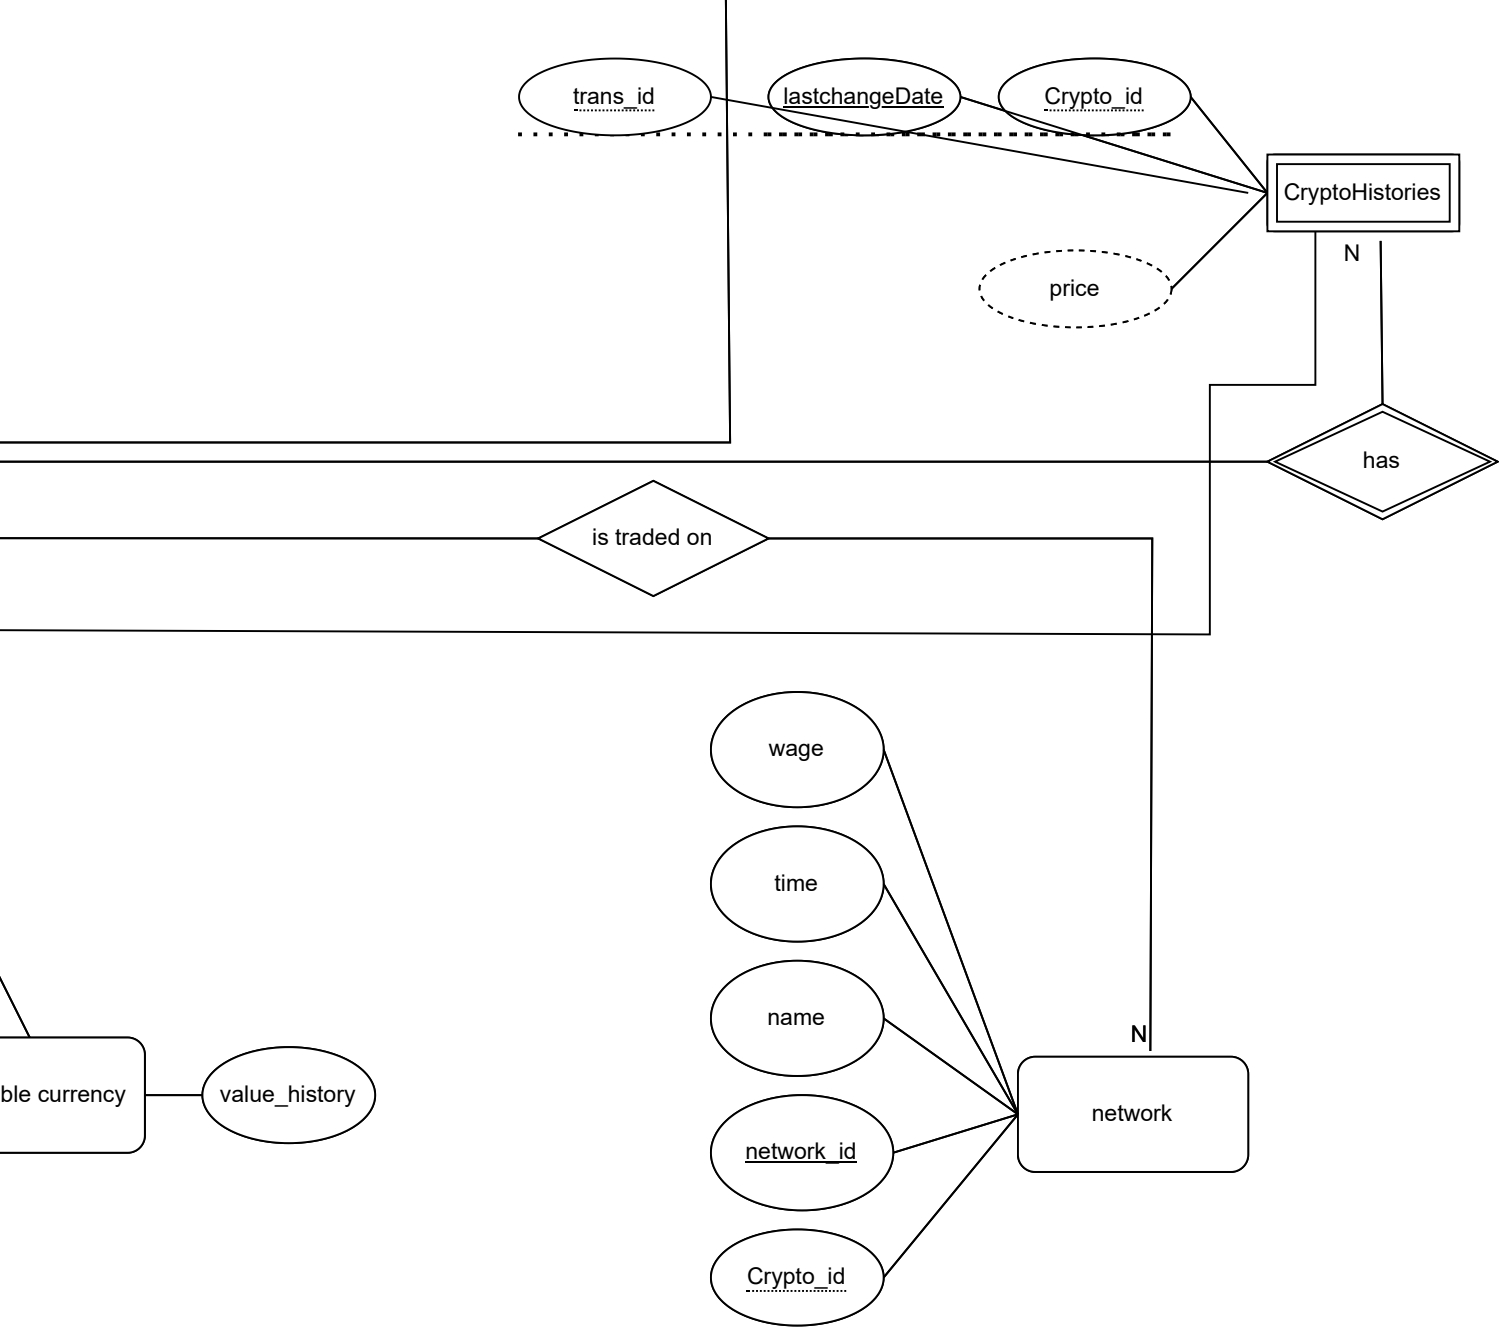 trans_id
lastchangeDate
Crypto_id
CryptoHistories
N
price
has
is traded on
wage
time
name
N
ble currency
value_history
network
network_id
Crypto_id